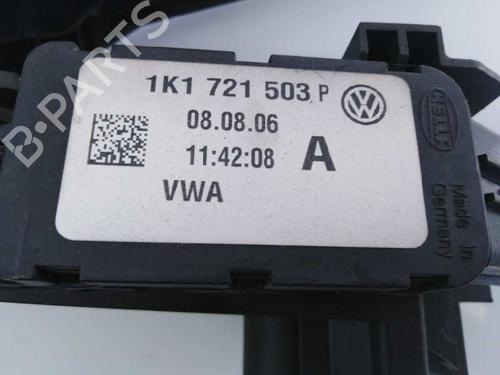 1K1 721 503 P
08.08.06
11:42:08 A
VWA
HELLA
Made in
Germany
B-PARTS